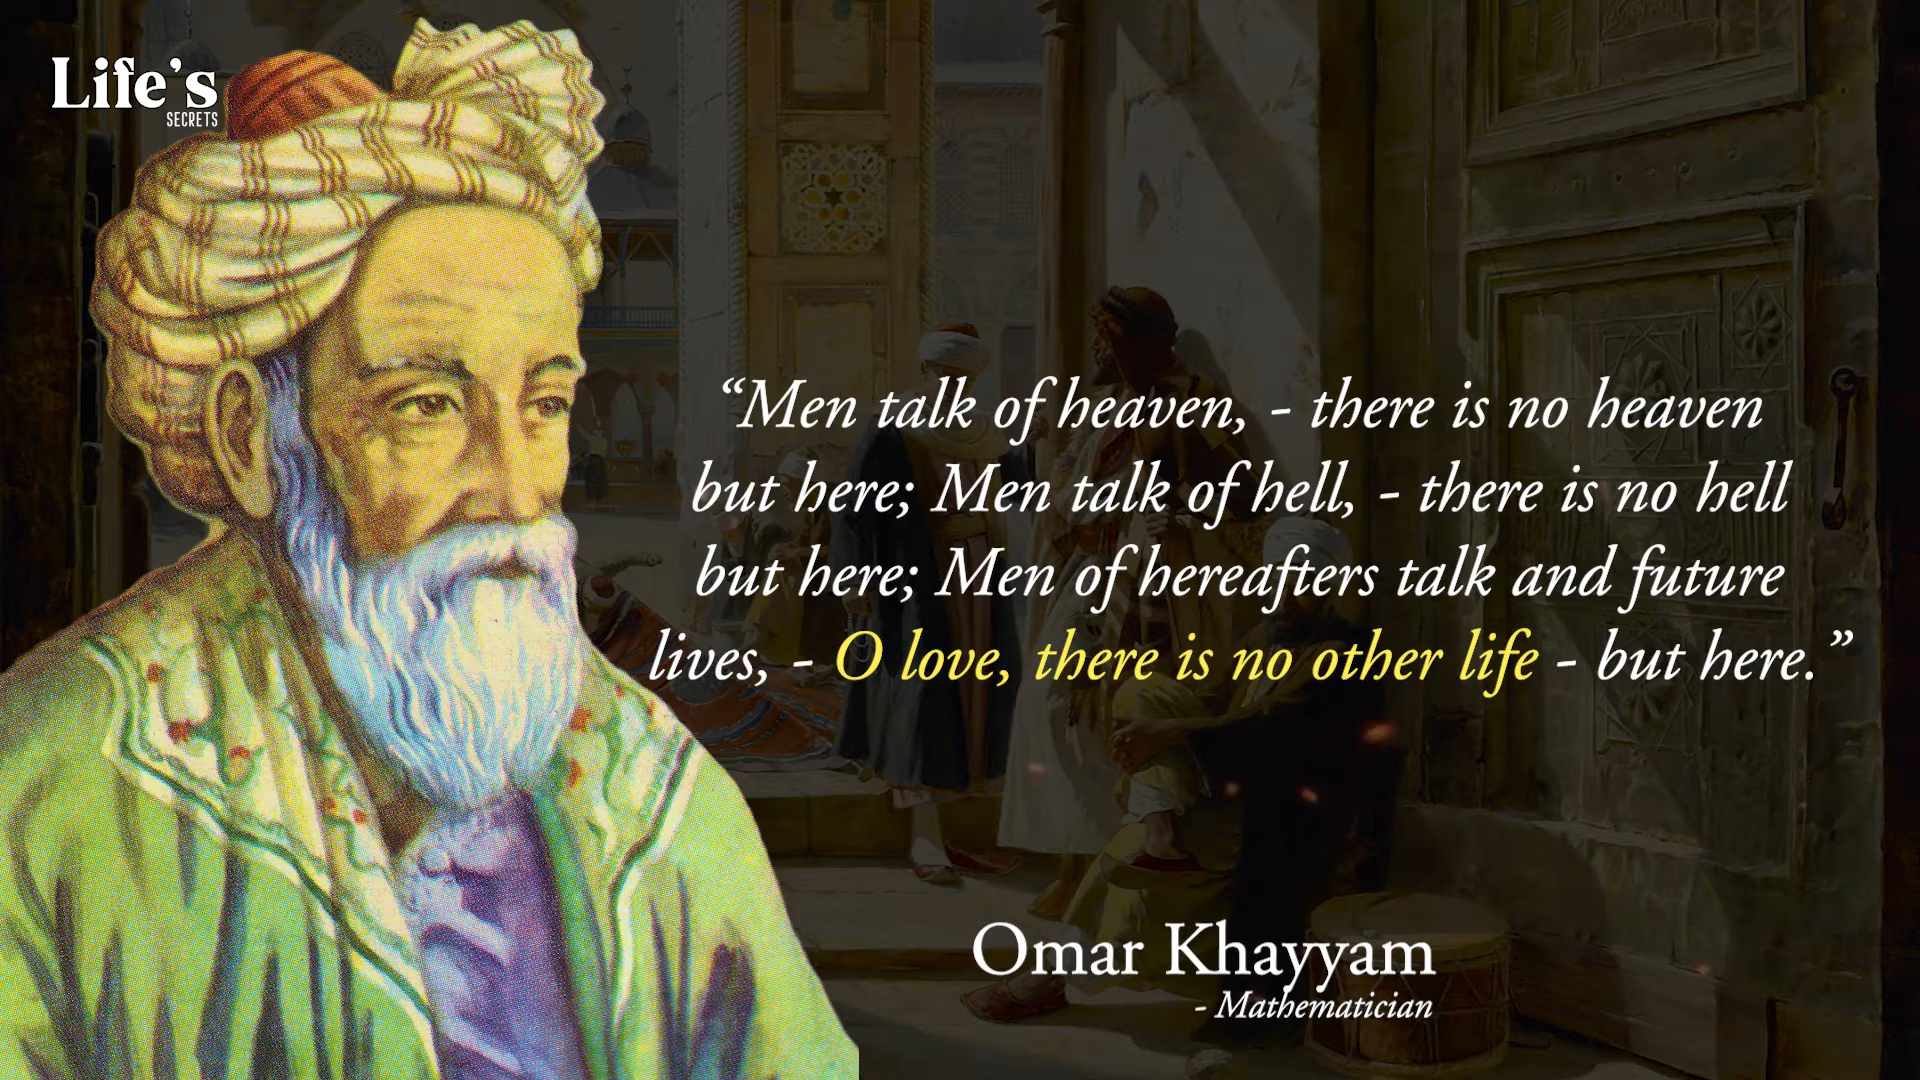 Life's
SECRETS
“Men talk of heaven, - there is no heaven
but here; Men talk of hell, - there is no hell
but here; Men of hereafters talk and future
lives, - O love, there is no other life - but here.”
Omar Khayyam
- Mathematician